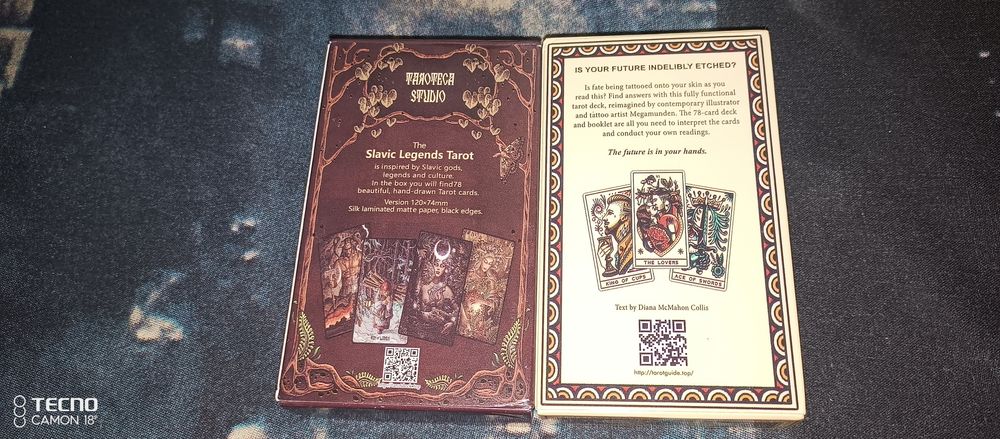 TAROTECA
STUDIO
The
Slavic Legends Tarot
is inspired by Slavic gods,
legends and culture.
In the box you will find78
beautiful, hand-drawn Tarot cards.
Version 120×74mm
Silk laminated matte paper, black edges.
IS YOUR FUTURE INDELIBLY ETCHED?
Is fate being tattooed onto your skin as you
read this? Find answers with this fully functional
tarot deck, reimagined by contemporary illustrator
and tattoo artist Megamunden. The 78-card deck
and booklet are all you need to interpret the cards
and conduct your own readings.
The future is in your hands.
KING OF CUPS
THE LOVERS
ACE OF SWORDS
Text by Diana McMahon Collis
http://tarotguide.top/
TECNO
CAMON 18